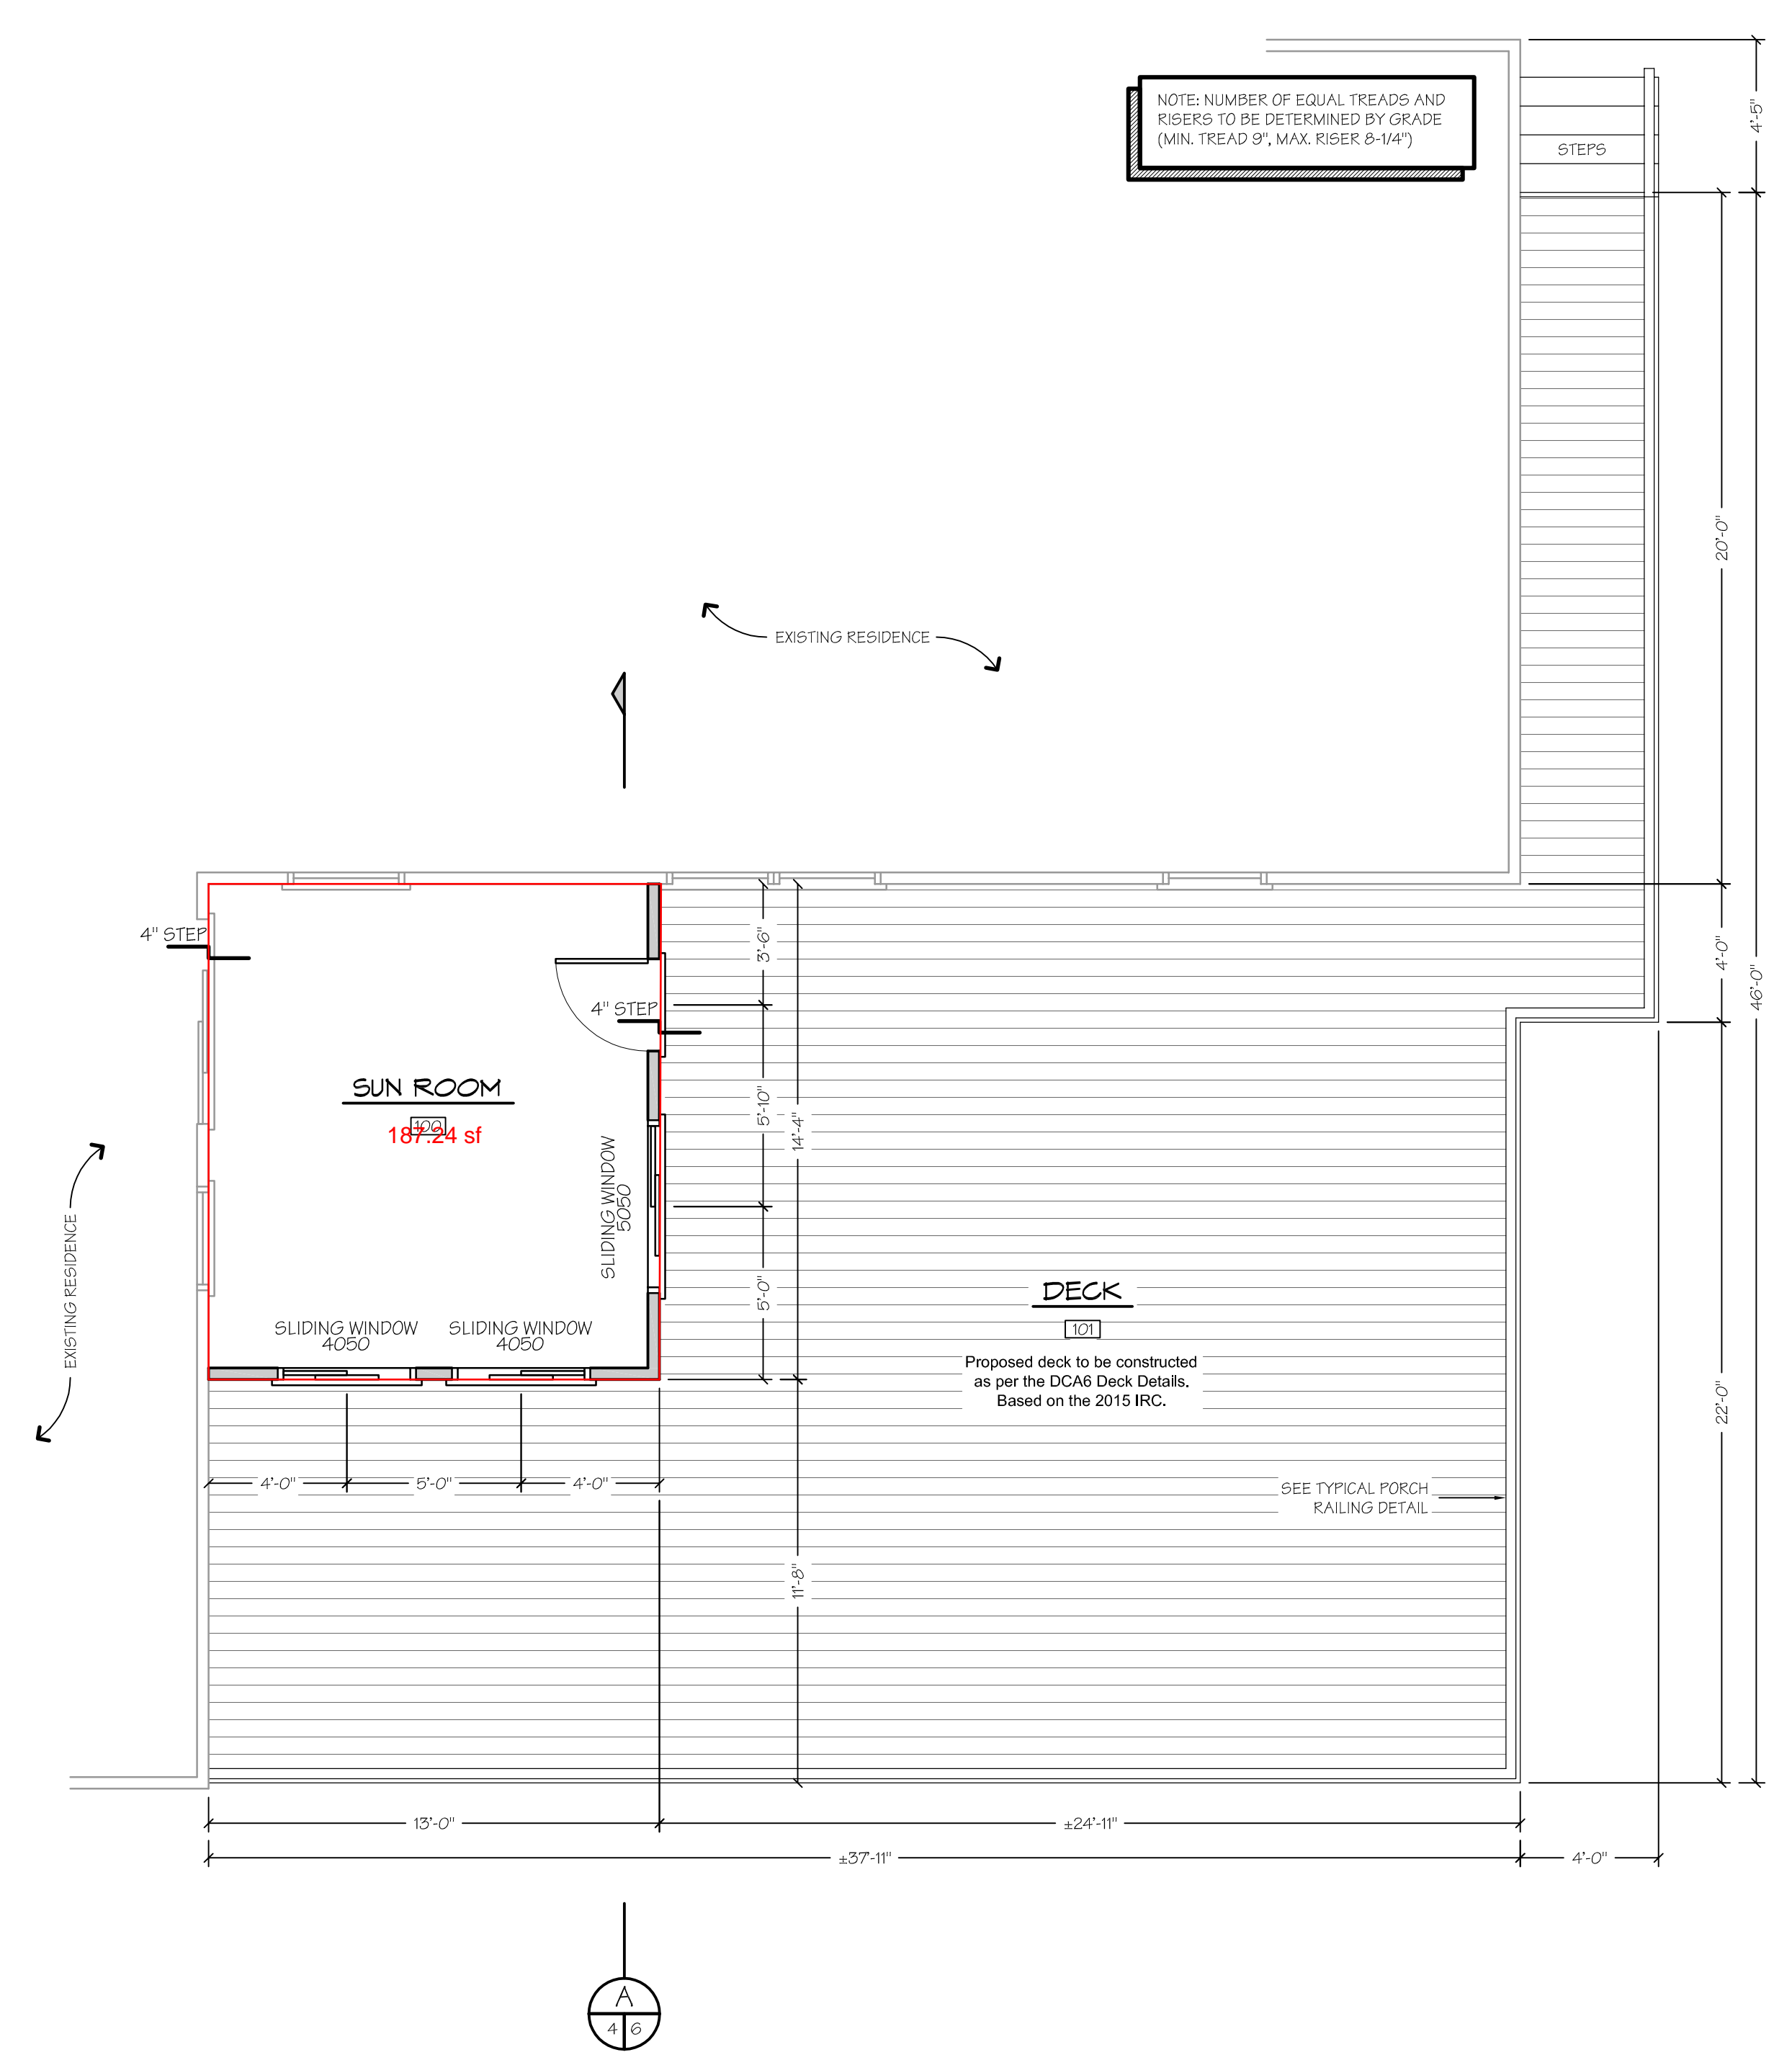 NOTE: NUMBER OF EQUAL TREADS AND
RISERS TO BE DETERMINED BY GRADE
(MIN. TREAD 9", MAX. RISER 8-1/4")
STEPS
4'-5"
20'-0"
EXISTING RESIDENCE
4" STEP
3'-6"
4'-0"
46'-0"
4" STEP
SUN ROOM
100
187.24 sf
5'-10"
14'-4"
SLIDING WINDOW
5050
EXISTING RESIDENCE
5'-0"
DECK
101
SLIDING WINDOW
4050
SLIDING WINDOW
4050
Proposed deck to be constructed
as per the DCA6 Deck Details.
Based on the 2015 IRC.
22'-0"
4'-0"
5'-0"
4'-0"
SEE TYPICAL PORCH
RAILING DETAIL
11'-8"
13'-0"
±24'-11"
±37'-11"
4'-0"
A
4
6